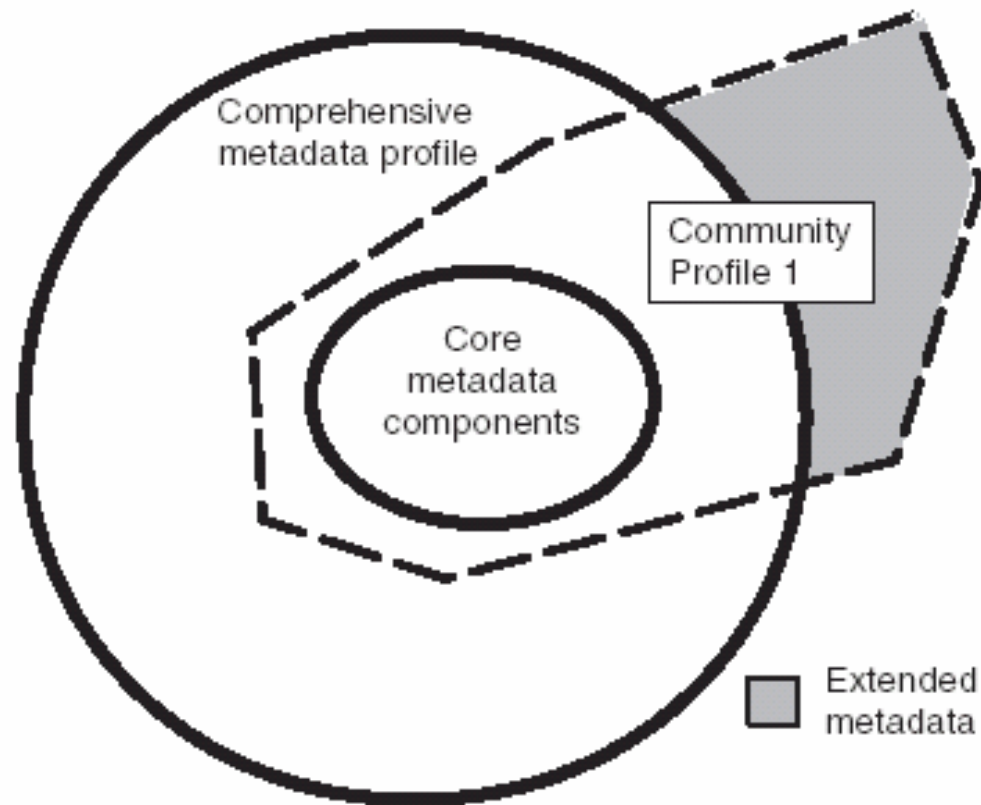 Comprehensive
metadata profile
Community
Profile 1
Core
metadata
components
Extended
metadata